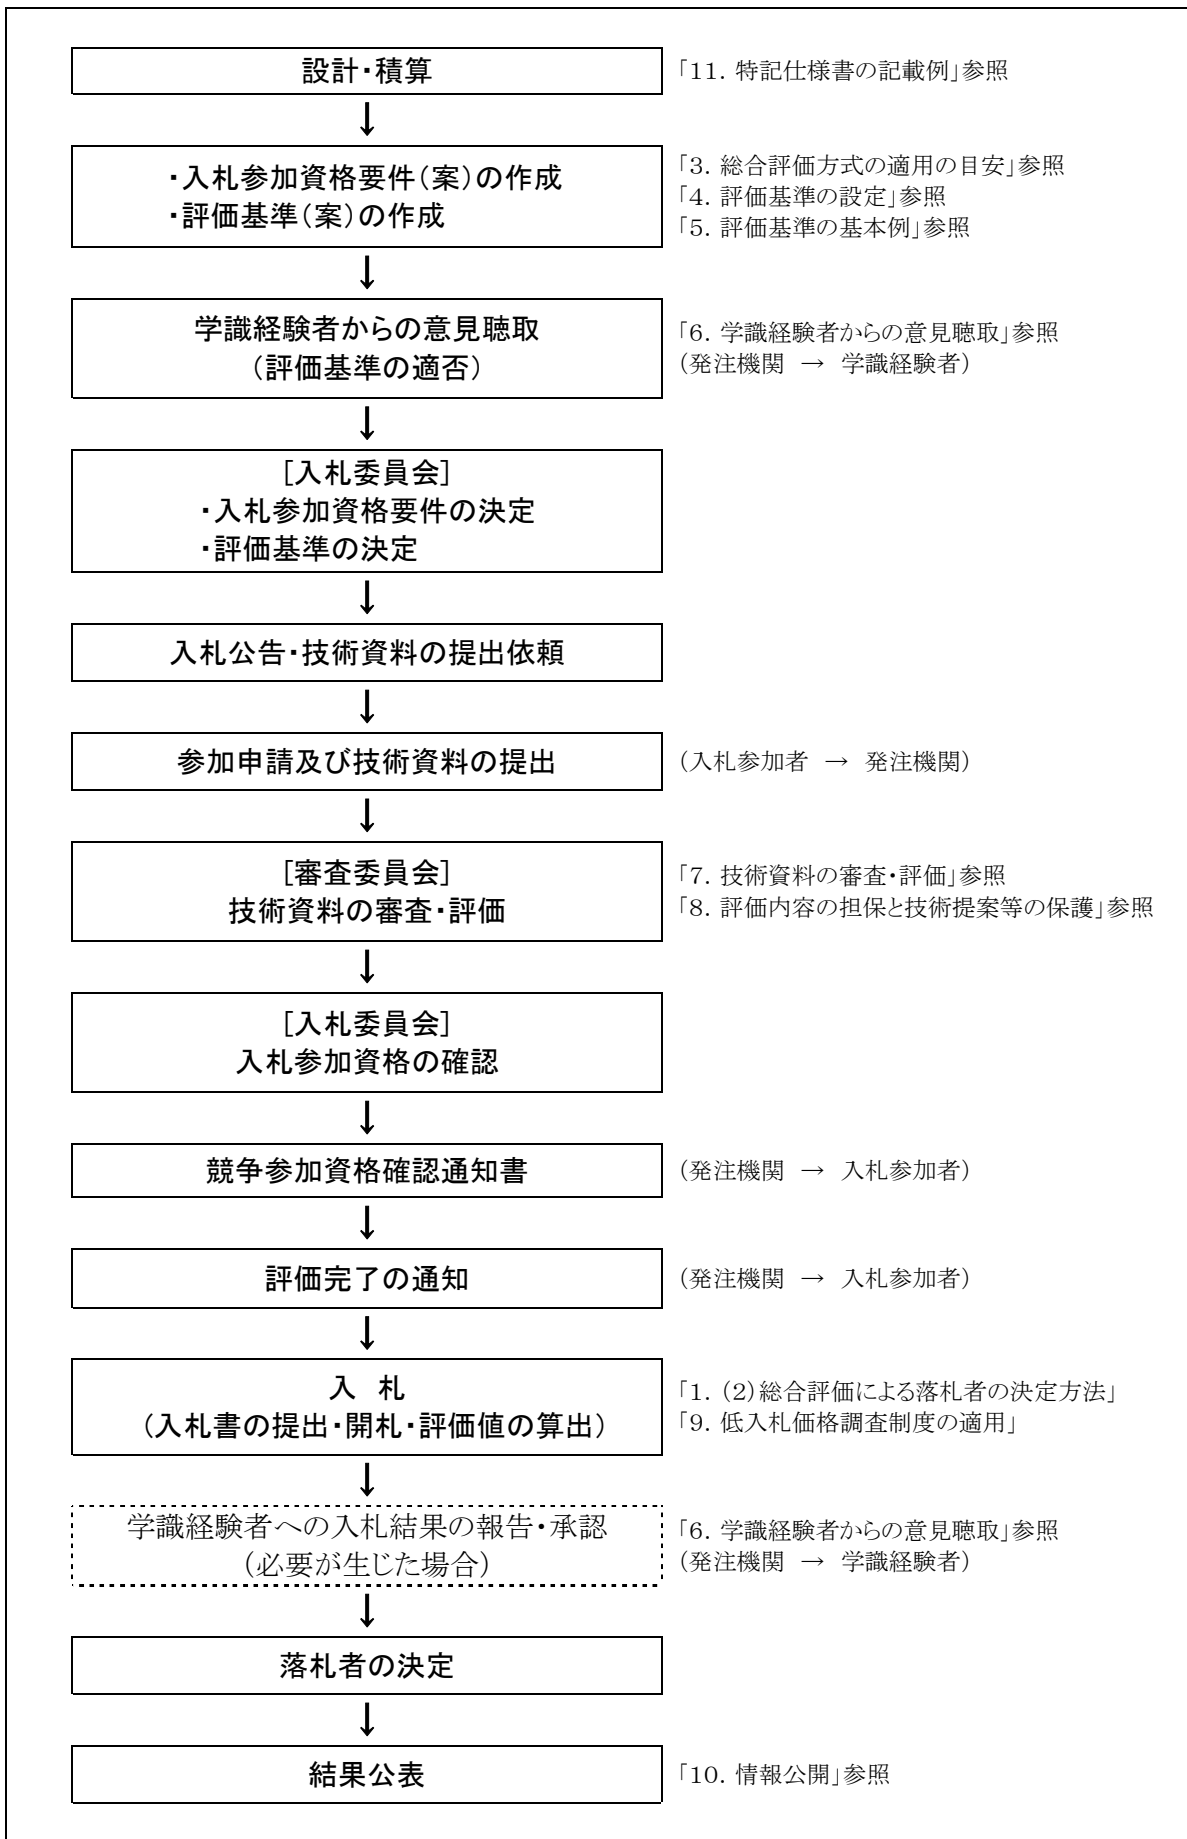 設計・積算
「11．特記仕様書の記載例」参照
↓
・入札参加資格要件（案）の作成
・評価基準（案）の作成
「3．総合評価方式の適用の目安」参照
「4．評価基準の設定」参照
「5．評価基準の基本例」参照
↓
学識経験者からの意見聴取
（評価基準の適否）
「6．学識経験者からの意見聴取」参照
（発注機関 → 学識経験者）
↓
［入札委員会］
・入札参加資格要件の決定
・評価基準の決定
↓
入札公告・技術資料の提出依頼
↓
参加申請及び技術資料の提出
（入札参加者 → 発注機関）
↓
［審査委員会］
技術資料の審査・評価
「7．技術資料の審査・評価」参照
「8．評価内容の担保と技術提案等の保護」参照
↓
［入札委員会］
入札参加資格の確認
↓
競争参加資格確認通知書
（発注機関 → 入札参加者）
↓
評価完了の通知
（発注機関 → 入札参加者）
↓
入 札
（入札書の提出・開札・評価値の算出）
「1．（2）総合評価による落札者の決定方法」
「9．低入札価格調査制度の適用」
↓
学識経験者への入札結果の報告・承認
（必要が生じた場合）
「6．学識経験者からの意見聴取」参照
（発注機関 → 学識経験者）
↓
落札者の決定
↓
結果公表
「10．情報公開」参照